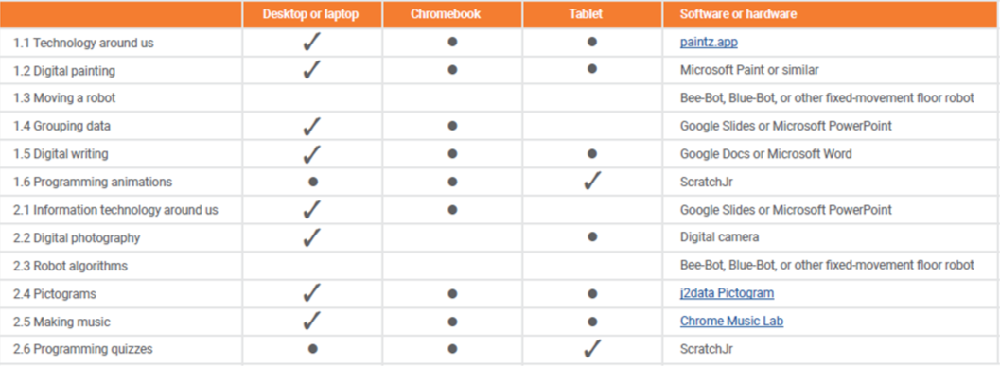 Desktop or laptop Chromebook Tablet Software or hardware
1.1 Technology around us ✓ ● ● paintz.app
1.2 Digital painting ✓ ● ● Microsoft Paint or similar
1.3 Moving a robot Bee-Bot, Blue-Bot, or other fixed-movement floor robot
1.4 Grouping data ✓ ● Google Slides or Microsoft PowerPoint
1.5 Digital writing ✓ ● ● Google Docs or Microsoft Word
1.6 Programming animations ● ● ✓ ScratchJr
2.1 Information technology around us ✓ ● Google Slides or Microsoft PowerPoint
2.2 Digital photography ✓ ● Digital camera
2.3 Robot algorithms Bee-Bot, Blue-Bot, or other fixed-movement floor robot
2.4 Pictograms ✓ ● ● j2data Pictogram
2.5 Making music ✓ ● ● Chrome Music Lab
2.6 Programming quizzes ● ● ✓ ScratchJr